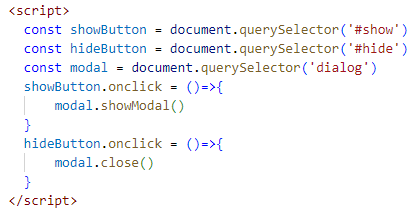 <script>
const showButton = document.querySelector('#show')
const hideButton = document.querySelector('#hide')
const modal = document.querySelector('dialog')
showButton.onclick = ()=>{
modal.showModal()
}
hideButton.onclick = ()=>{
modal.close()
}
</script>